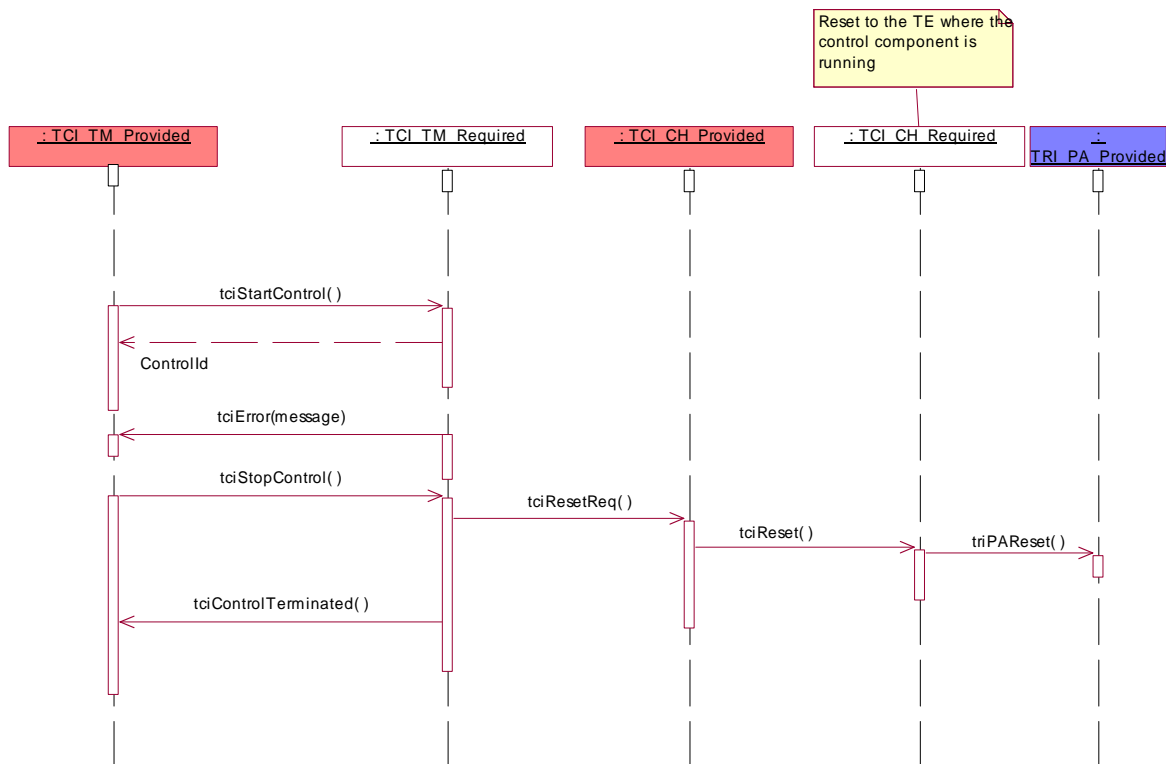 Reset to the TE where the
control component is
running
: TCI_TM_Provided
: TCI_TM_Required
: TCI_CH_Provided
: TCI_CH_Required
:
TRI_PA_Provided
tciStartControl( )
ControlId
tciError(message)
tciStopControl( )
tciResetReq( )
tciReset( )
triPAReset( )
tciControlTerminated( )